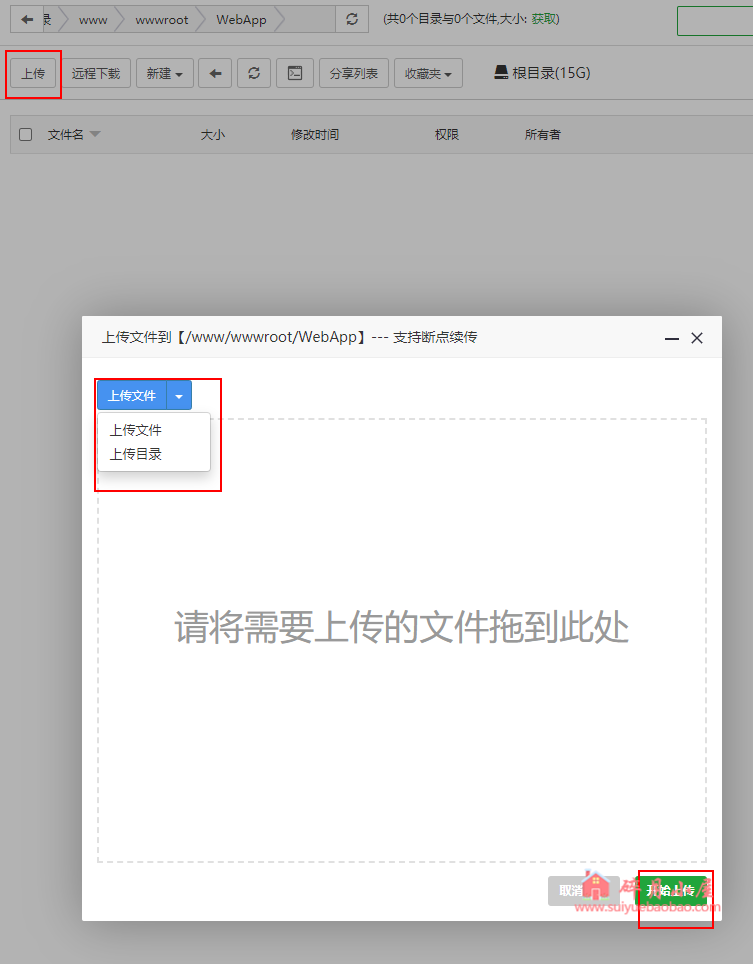 录 www wwwroot WebApp (共0个目录与0个文件,大小: 获取)
上传 远程下载 新建 分享列表 收藏夹 根目录(15G)
文件名 大小 修改时间 权限 所有者
上传文件到【/www/wwwroot/WebApp】--- 支持断点续传
上传文件
上传文件
上传目录
请将需要上传的文件拖到此处
取消 开始上传
www.suiyuebaobao.com